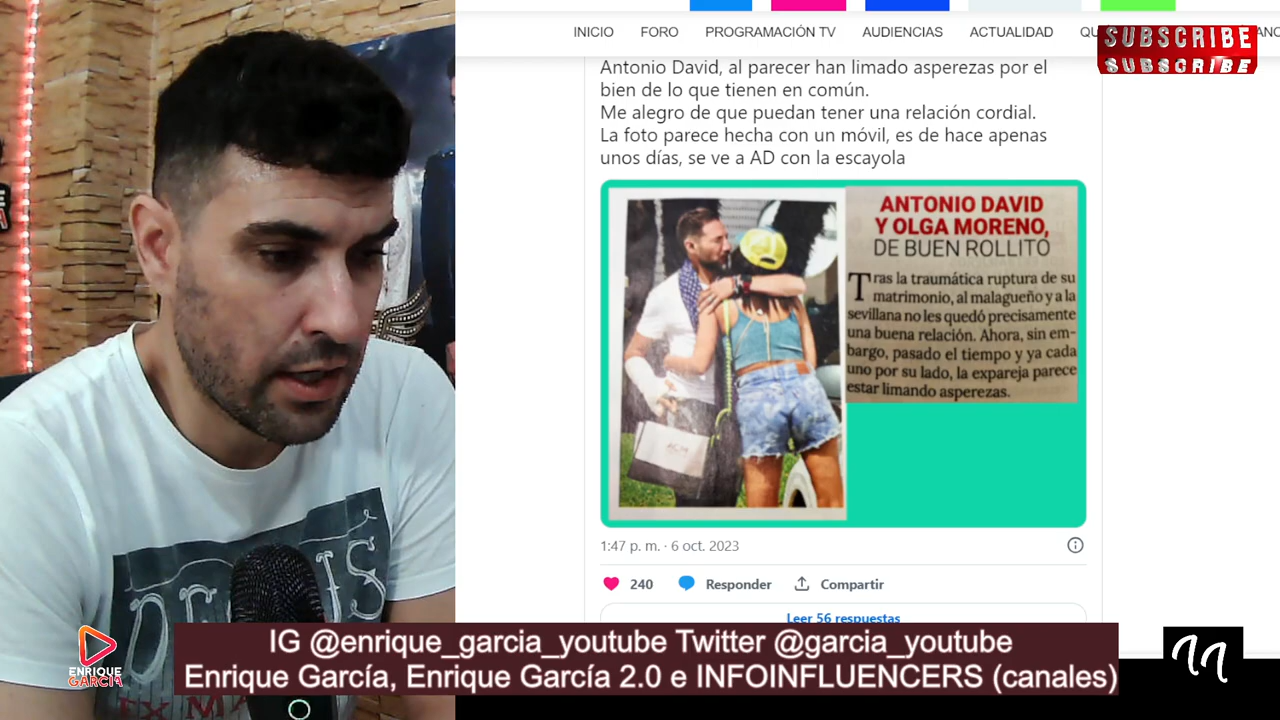 INICIO FORO PROGRAMACIÓN TV AUDIENCIAS ACTUALIDAD
SUBSCRIBE
SUBSCRIBE
Antonio David, al parecer han limado asperezas por el
bien de lo que tienen en común.
Me alegro de que puedan tener una relación cordial.
La foto parece hecha con un móvil, es de hace apenas
unos días, se ve a AD con la escayola
ANTONIO DAVID
Y OLGA MORENO,
DE BUEN ROLLITO
Tras la traumática ruptura de su
matrimonio, al malagueño y a la
sevillana no les quedó precisamente
una buena relación. Ahora, sin em-
bargo, pasado el tiempo y ya cada
uno por su lado, la expareja parece
estar limando asperezas.
1:47 p. m. · 6 oct. 2023
240 Responder Compartir
Leer 56 respuestas
IG @enrique_garcia_youtube Twitter @garcia_youtube
Enrique García, Enrique García 2.0 e INFOINFLUENCERS (canales)
ENRIQUE
GARCÍA